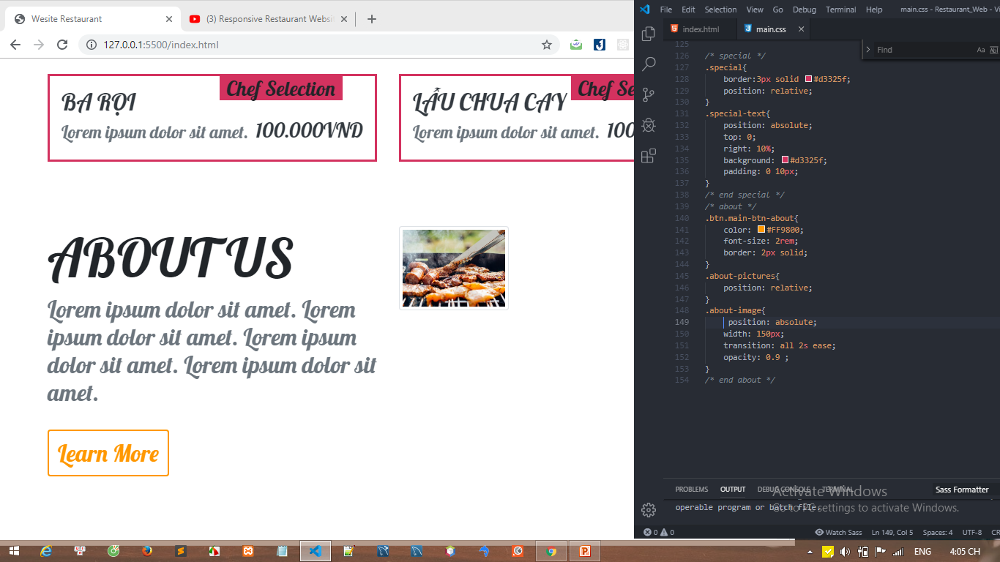 Wesite Restaurant
(3) Responsive Restaurant Websi
127.0.0.1:5500/index.html
BA RỌI
Chef Selection
Lorem ipsum dolor sit amet. 100.000VND
LẨU CHUA CAY
Chef Se
Lorem ipsum dolor sit amet. 100
ABOUT US
Lorem ipsum dolor sit amet. Lorem
ipsum dolor sit amet. Lorem ipsum
dolor sit amet. Lorem ipsum dolor sit
amet.
Learn More
File Edit Selection View Go Debug Terminal Help main.css - Restaurant_Web - Vi
index.html main.css
Find Aa Abl
125
126 /* special */
127 .special{
128 border:3px solid #d3325f;
129 position: relative;
130 }
131 .special-text{
132 position: absolute;
133 top: 0;
134 right: 10%;
135 background: #d3325f;
136 padding: 0 10px;
137 }
138 /* end special */
139 /* about */
140 .btn.main-btn-about{
141 color: #FF9800;
142 font-size: 2rem;
143 border: 2px solid;
144 }
145 .about-pictures{
146 position: relative;
147 }
148 .about-image{
149 position: absolute;
150 width: 150px;
151 transition: all 2s ease;
152 opacity: 0.9 ;
153 }
154 /* end about */
PROBLEMS OUTPUT DEBUG CONSOLE TERMINAL Sass Formatter
Activate Windows
Go to PC settings to activate Windows.
operable program or batch file.
0 0 Watch Sass Ln 149, Col 5 Spaces: 4 UTF-8 CR
ENG 4:05 CH